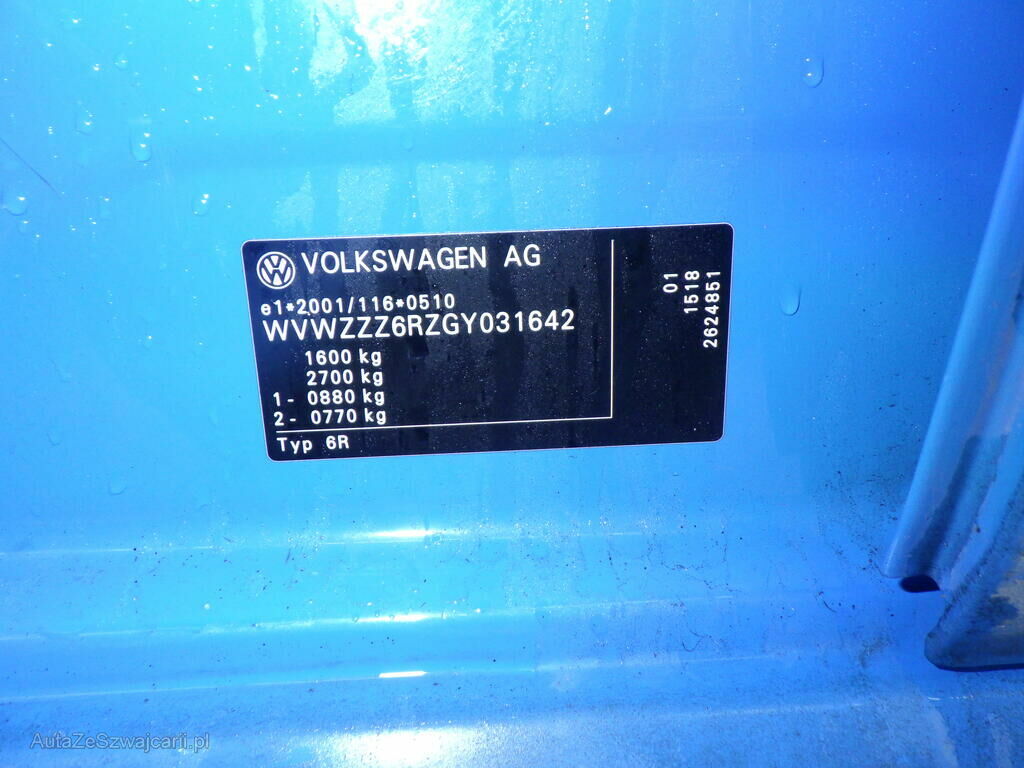 VOLKSWAGEN AG
e1*2001/116*0510
WVWZZZ6RZGY031642
1600 kg
2700 kg
1- 0880 kg
2- 0770 kg
Typ 6R
01
1518
2624851
AutaZeSzwajcarii.pl